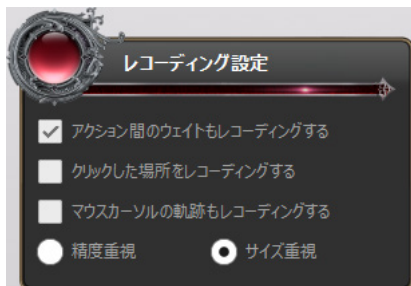 レコーディング設定
アクション間のウェイトもレコーディングする
クリックした場所をレコーディングする
マウスカーソルの軌跡もレコーディングする
精度重視 サイズ重視